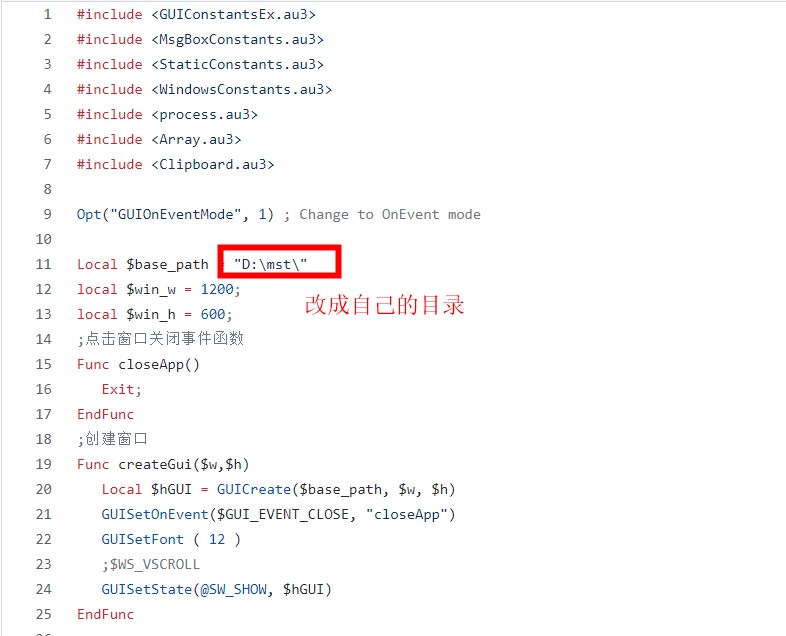 1 #include <GUIConstantsEx.au3>
2 #include <MsgBoxConstants.au3>
3 #include <StaticConstants.au3>
4 #include <WindowsConstants.au3>
5 #include <process.au3>
6 #include <Array.au3>
7 #include <Clipboard.au3>
8
9 Opt("GUIOnEventMode", 1) ; Change to OnEvent mode
10
11 Local $base_path "D:\mst\"
12 local $win_w = 1200;
改成自己的目录
13 local $win_h = 600;
14 ;点击窗口关闭事件函数
15 Func closeApp()
16 Exit;
17 EndFunc
18 ;创建窗口
19 Func createGui($w,$h)
20 Local $hGUI = GUICreate($base_path, $w, $h)
21 GUISetOnEvent($GUI_EVENT_CLOSE, "closeApp")
22 GUISetFont ( 12 )
23 ;$WS_VSCROLL
24 GUISetState(@SW_SHOW, $hGUI)
25 EndFunc